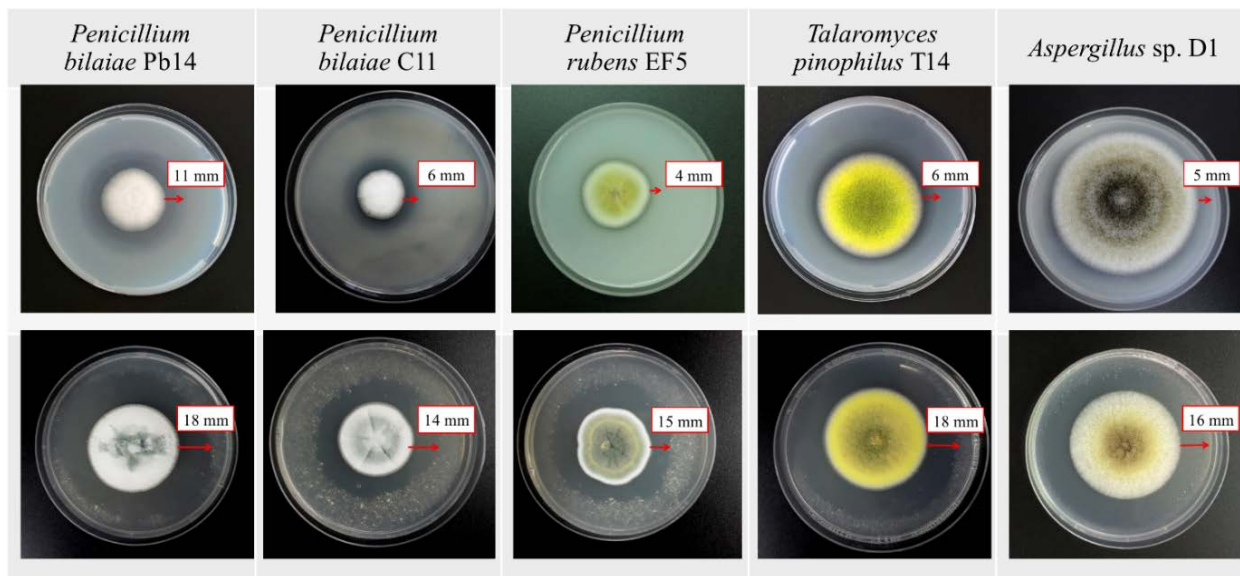 Penicillium
bilaiae Pb14
Penicillium
bilaiae C11
Penicillium
rubens EF5
Talaromyces
pinophilus T14
Aspergillus sp. D1
11 mm
6 mm
4 mm
6 mm
5 mm
18 mm
14 mm
15 mm
18 mm
16 mm